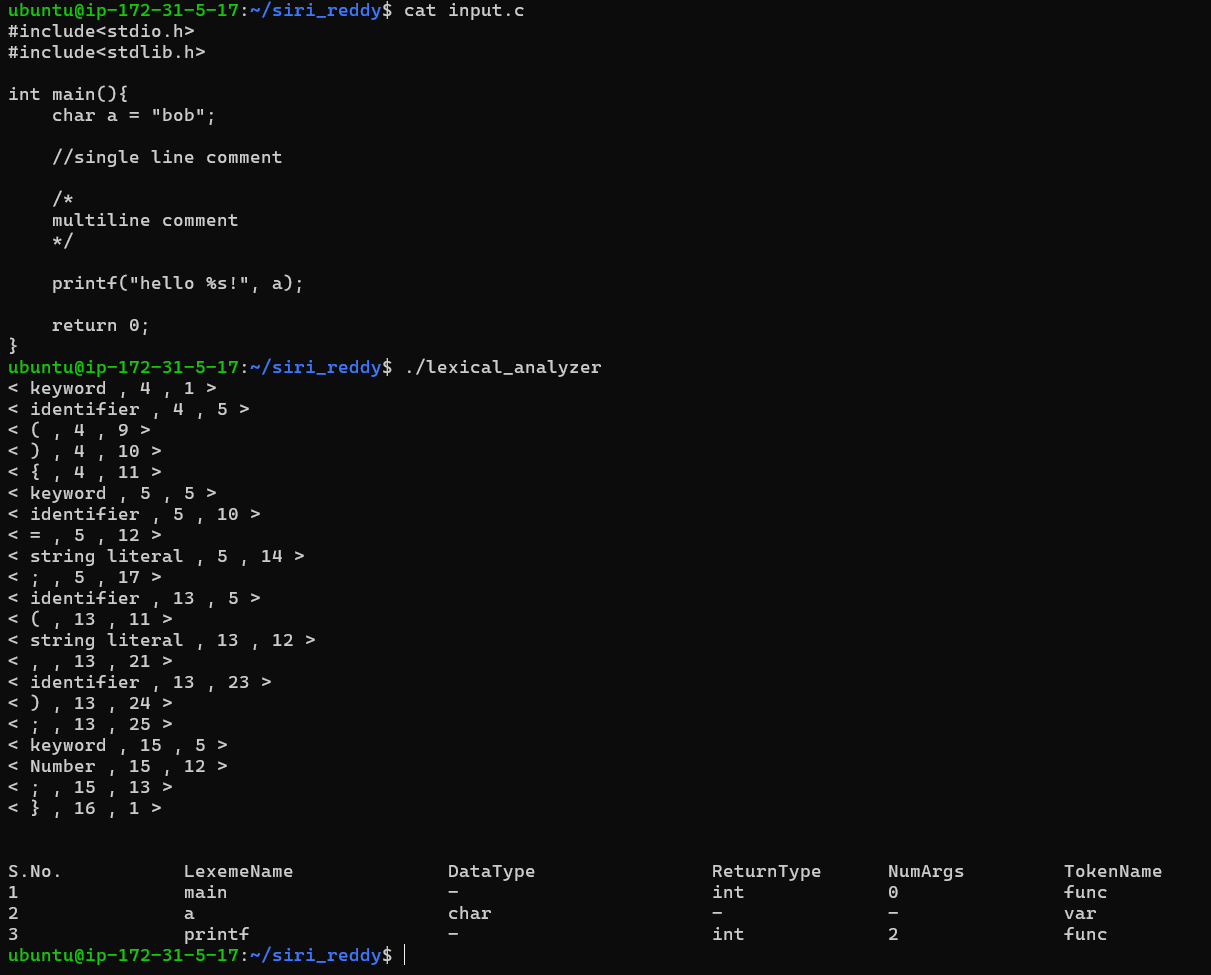 ubuntu@ip-172-31-5-17:~/siri_reddy$ cat input.c
#include<stdio.h>
#include<stdlib.h>
int main(){
    char a = "bob";
    //single line comment
    /*
    multiline comment
    */
    printf("hello %s!", a);
    return 0;
}
ubuntu@ip-172-31-5-17:~/siri_reddy$ ./lexical_analyzer
< keyword , 4 , 1 >
< identifier , 4 , 5 >
< ( , 4 , 9 >
< ) , 4 , 10 >
< { , 4 , 11 >
< keyword , 5 , 5 >
< identifier , 5 , 10 >
< = , 5 , 12 >
< string literal , 5 , 14 >
< ; , 5 , 17 >
< identifier , 13 , 5 >
< ( , 13 , 11 >
< string literal , 13 , 12 >
< , , 13 , 21 >
< identifier , 13 , 23 >
< ) , 13 , 24 >
< ; , 13 , 25 >
< keyword , 15 , 5 >
< Number , 15 , 12 >
< ; , 15 , 13 >
< } , 16 , 1 >
S.No. LexemeName DataType ReturnType NumArgs TokenName
1 main - int 0 func
2 a char - - var
3 printf - int 2 func
ubuntu@ip-172-31-5-17:~/siri_reddy$